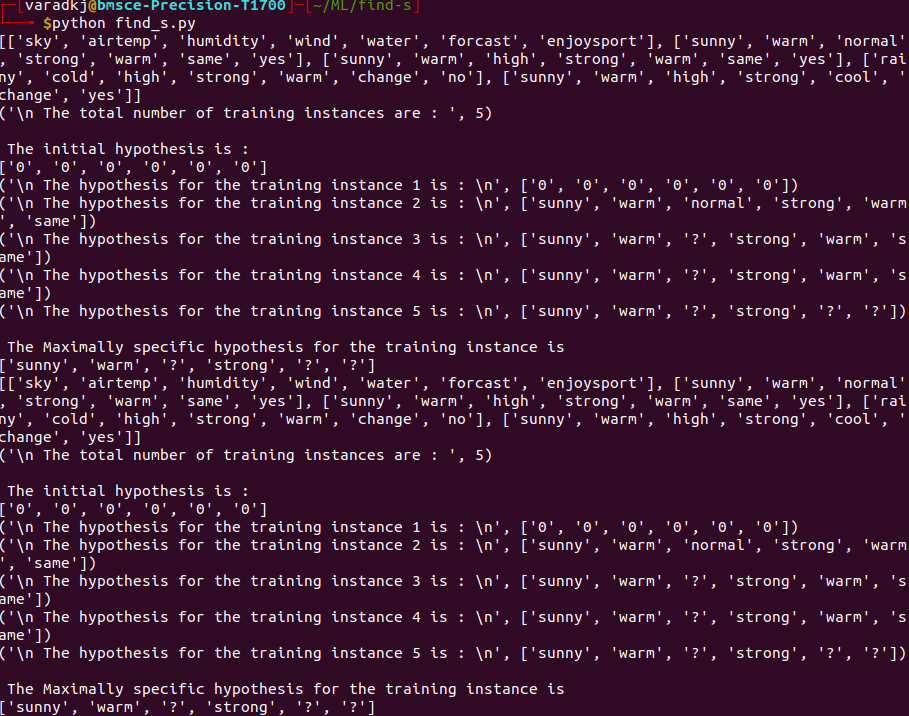 [varadkj@bmsce-Precision-T1700]-[~/ML/find-s]
$python find_s.py
[['sky', 'airtemp', 'humidity', 'wind', 'water', 'forcast', 'enjoysport'], ['sunny', 'warm', 'normal'
, 'strong', 'warm', 'same', 'yes'], ['sunny', 'warm', 'high', 'strong', 'warm', 'same', 'yes'], ['rai
ny', 'cold', 'high', 'strong', 'warm', 'change', 'no'], ['sunny', 'warm', 'high', 'strong', 'cool', '
change', 'yes']]
('\n The total number of training instances are : ', 5)
The initial hypothesis is :
['0', '0', '0', '0', '0', '0']
('\n The hypothesis for the training instance 1 is : \n', ['0', '0', '0', '0', '0', '0'])
('\n The hypothesis for the training instance 2 is : \n', ['sunny', 'warm', 'normal', 'strong', 'warm
', 'same'])
('\n The hypothesis for the training instance 3 is : \n', ['sunny', 'warm', '?', 'strong', 'warm', 's
ame'])
('\n The hypothesis for the training instance 4 is : \n', ['sunny', 'warm', '?', 'strong', 'warm', 's
ame'])
('\n The hypothesis for the training instance 5 is : \n', ['sunny', 'warm', '?', 'strong', '?', '?'])
The Maximally specific hypothesis for the training instance is
['sunny', 'warm', '?', 'strong', '?', '?']
[['sky', 'airtemp', 'humidity', 'wind', 'water', 'forcast', 'enjoysport'], ['sunny', 'warm', 'normal'
, 'strong', 'warm', 'same', 'yes'], ['sunny', 'warm', 'high', 'strong', 'warm', 'same', 'yes'], ['rai
ny', 'cold', 'high', 'strong', 'warm', 'change', 'no'], ['sunny', 'warm', 'high', 'strong', 'cool', '
change', 'yes']]
('\n The total number of training instances are : ', 5)
The initial hypothesis is :
['0', '0', '0', '0', '0', '0']
('\n The hypothesis for the training instance 1 is : \n', ['0', '0', '0', '0', '0', '0'])
('\n The hypothesis for the training instance 2 is : \n', ['sunny', 'warm', 'normal', 'strong', 'warm
', 'same'])
('\n The hypothesis for the training instance 3 is : \n', ['sunny', 'warm', '?', 'strong', 'warm', 's
ame'])
('\n The hypothesis for the training instance 4 is : \n', ['sunny', 'warm', '?', 'strong', 'warm', 's
ame'])
('\n The hypothesis for the training instance 5 is : \n', ['sunny', 'warm', '?', 'strong', '?', '?'])
The Maximally specific hypothesis for the training instance is
['sunny', 'warm', '?', 'strong', '?', '?']